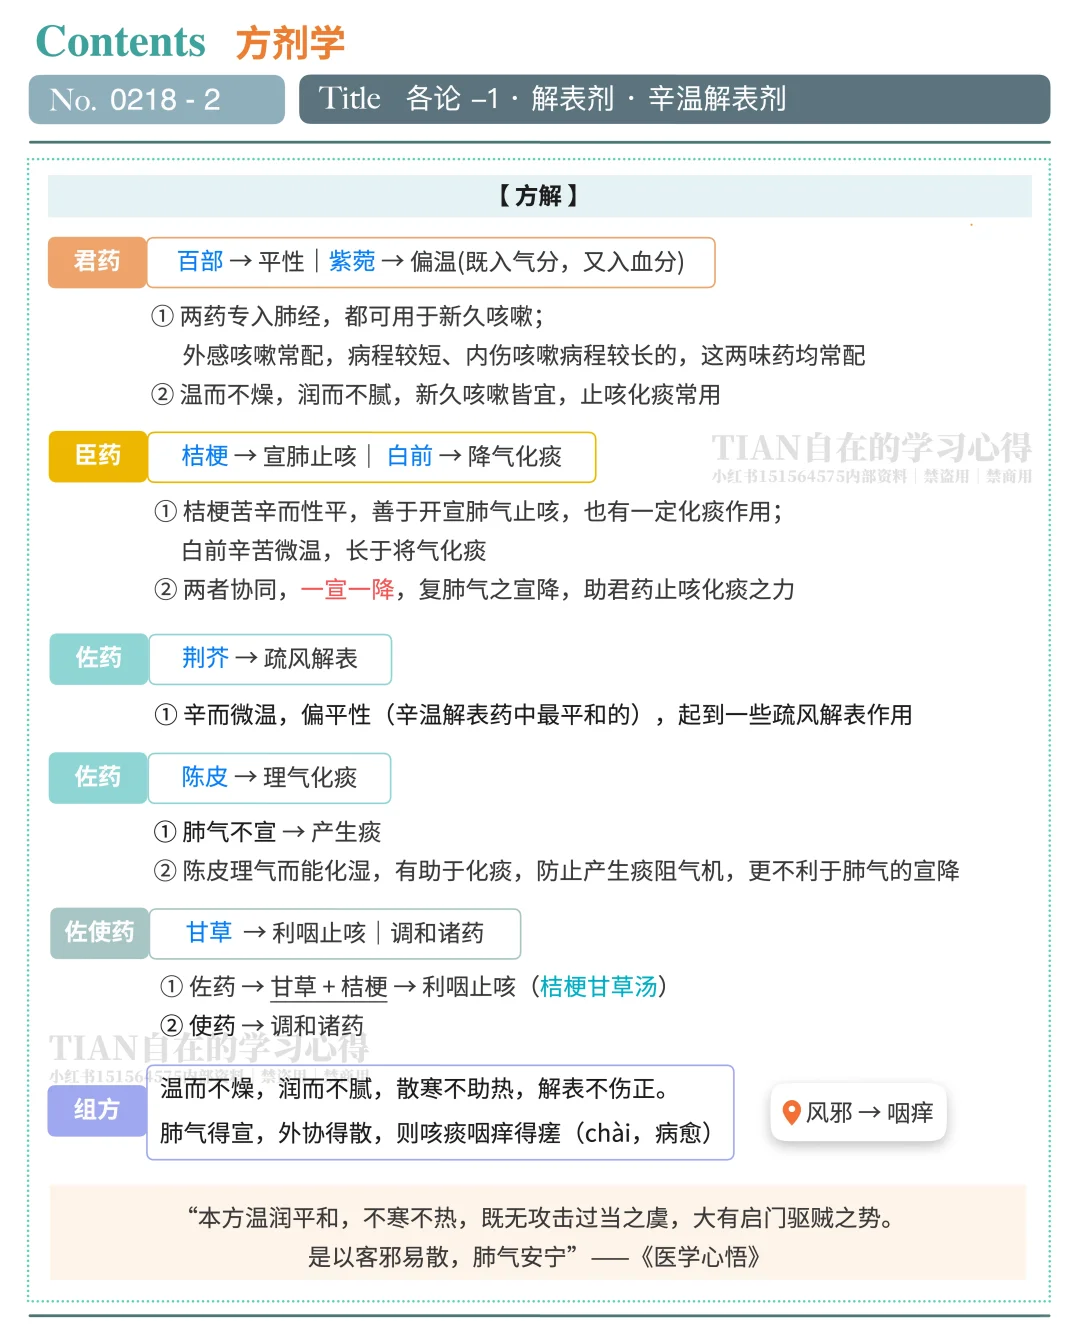 Contents 方剂学
No. 0218 - 2
Title 各论 –1 · 解表剂 · 辛温解表剂
【方解】
君药 百部 → 平性｜紫菀 → 偏温(既入气分，又入血分)
① 两药专入肺经，都可用于新久咳嗽；
外感咳嗽常配，病程较短、内伤咳嗽病程较长的，这两味药均常配
② 温而不燥，润而不腻，新久咳嗽皆宜，止咳化痰常用
臣药 桔梗 → 宣肺止咳｜ 白前 → 降气化痰
TIAN自在的学习心得
小红书151564575内部资料｜禁盗用｜禁商用
① 桔梗苦辛而性平，善于开宣肺气止咳，也有一定化痰作用；
白前辛苦微温，长于将气化痰
② 两者协同，一宣一降，复肺气之宣降，助君药止咳化痰之力
佐药 荆芥 → 疏风解表
① 辛而微温，偏平性（辛温解表药中最平和的），起到一些疏风解表作用
佐药 陈皮 → 理气化痰
① 肺气不宣 → 产生痰
② 陈皮理气而能化湿，有助于化痰，防止产生痰阻气机，更不利于肺气的宣降
佐使药 甘草 → 利咽止咳｜调和诸药
① 佐药 → 甘草 + 桔梗 → 利咽止咳（桔梗甘草汤）
② 使药 → 调和诸药
TIAN自在的学习心得
小红书151564575内部资料｜禁盗用｜禁商用
组方 温而不燥，润而不腻，散寒不助热，解表不伤正。
肺气得宣，外协得散，则咳痰咽痒得瘥（chài，病愈）
风邪 → 咽痒
“本方温润平和，不寒不热，既无攻击过当之虞，大有启门驱贼之势。
是以客邪易散，肺气安宁” ——《医学心悟》